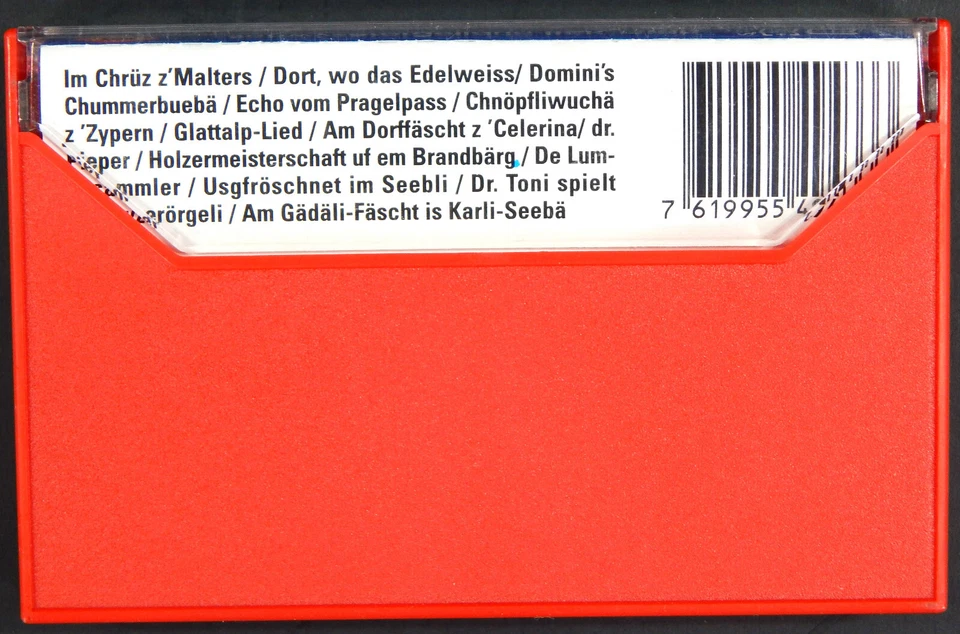 Im Chrüz z'Malters / Dort, wo das Edelweiss/ Domini's
Chummerbuebä / Echo vom Pragelpass / Chnöpfliwuchä
z 'Zypern / Glattalp-Lied / Am Dorffäscht z 'Celerina/ dr.
/ Holzermeisterschaft uf em Brandbärg / De Lum-
/ Usgfröschnet im Seebli / Dr. Toni spielt
/ Am Gädäli-Fäscht is Karli-Seebä
7 619955